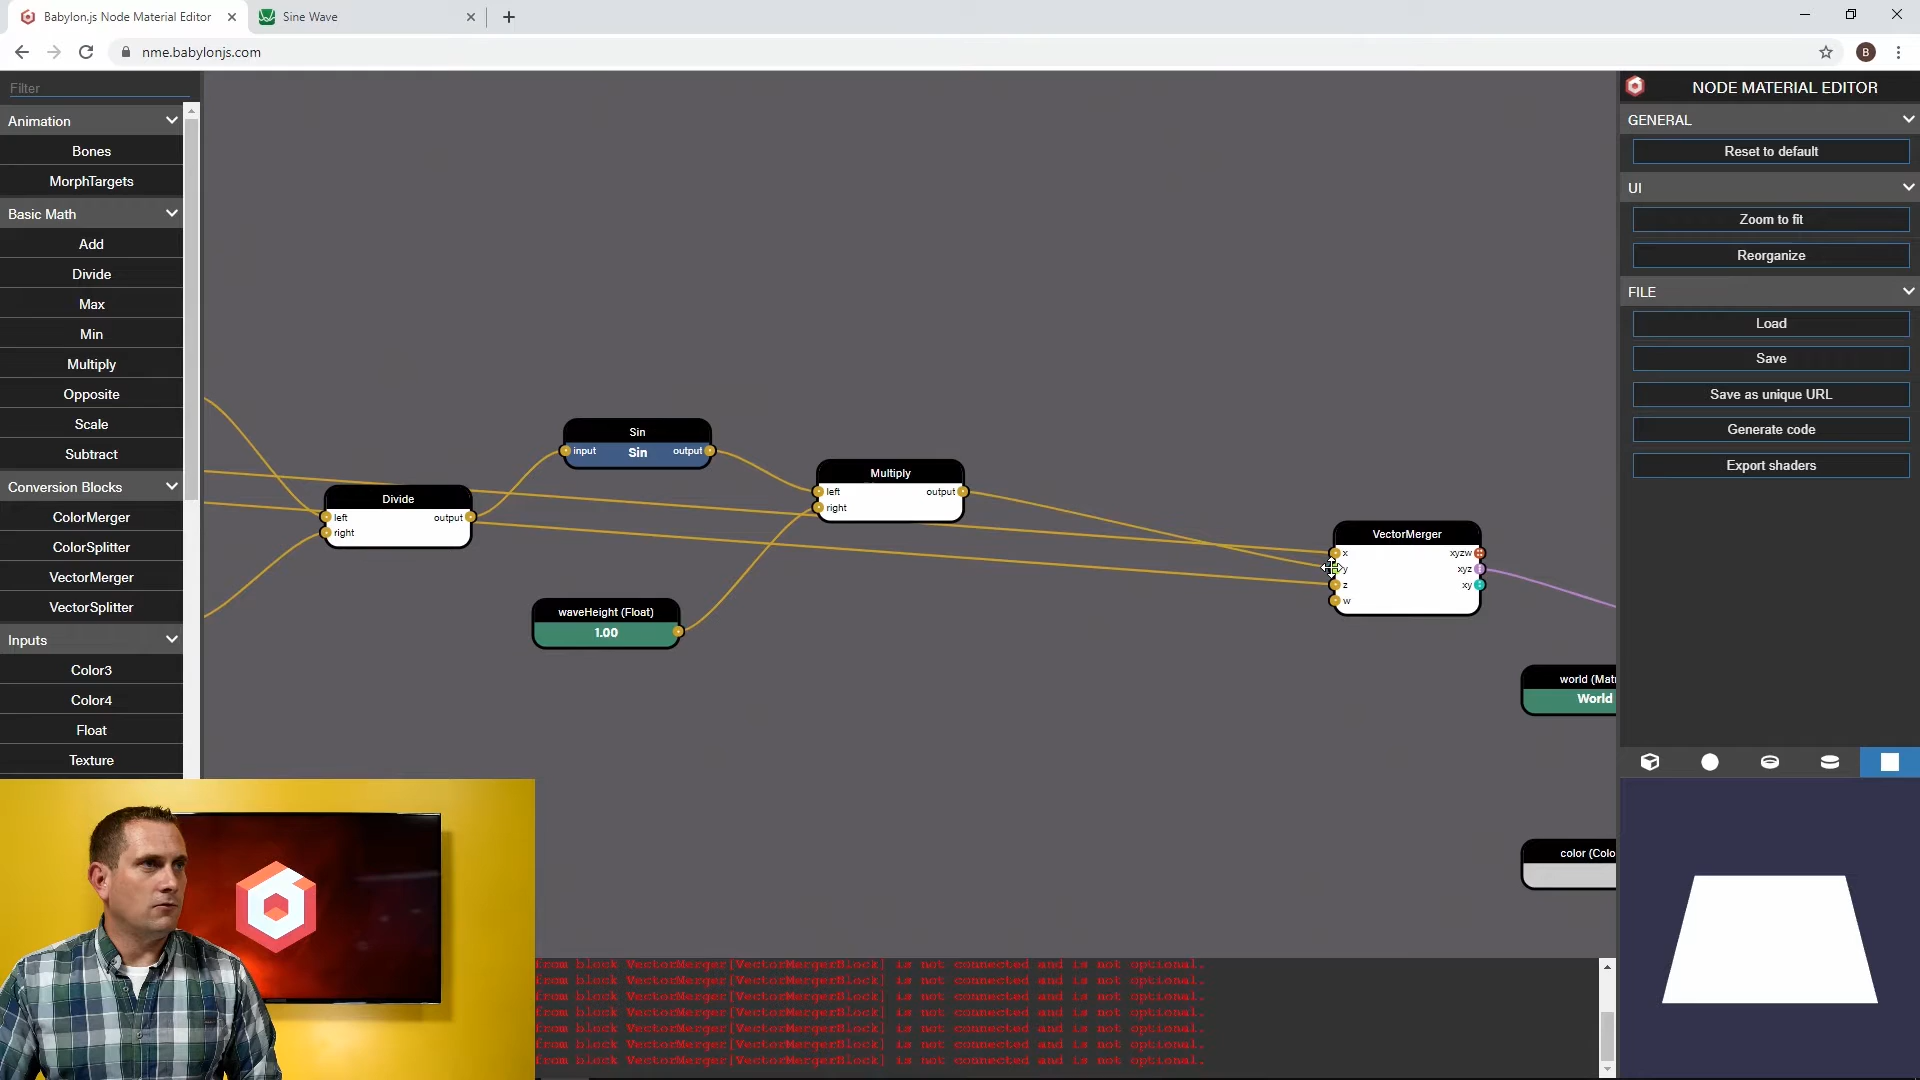 Babylon.js Node Material Editor
Sine Wave
nme.babylonjs.com
B
Filter
Animation
Bones
MorphTargets
Basic Math
Add
Divide
Max
Min
Multiply
Opposite
Scale
Subtract
Conversion Blocks
ColorMerger
ColorSplitter
VectorMerger
VectorSplitter
Inputs
Color3
Color4
Float
Texture
Divide
left
output
right
Sin
input
Sin
output
Multiply
left
output
right
waveHeight (Float)
1.00
VectorMerger
x
xyzw
y
xyz
z
xy
w
world (Mat
World
color (Colo
from block VectorMerger[VectorMergerBlock] is not connected and is not optional.
from block VectorMerger[VectorMergerBlock] is not connected and is not optional.
from block VectorMerger[VectorMergerBlock] is not connected and is not optional.
from block VectorMerger[VectorMergerBlock] is not connected and is not optional.
from block VectorMerger[VectorMergerBlock] is not connected and is not optional.
from block VectorMerger[VectorMergerBlock] is not connected and is not optional.
from block VectorMerger[VectorMergerBlock] is not connected and is not optional.
NODE MATERIAL EDITOR
GENERAL
Reset to default
UI
Zoom to fit
Reorganize
FILE
Load
Save
Save as unique URL
Generate code
Export shaders